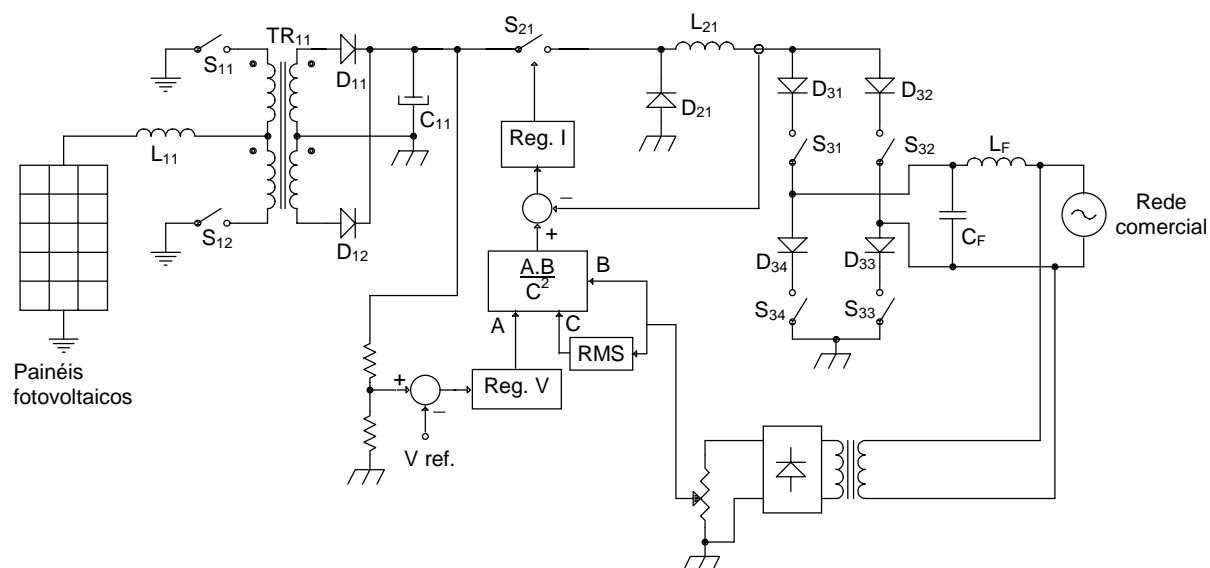 S11
TR11
D11
S21
L21
C11
D21
D31
D32
L11
Reg. I
S31
S32
LF
S12
D12
–
+
A.B
C2
B
A
C
RMS
D34
D33
CF
Rede
comercial
S34
S33
Painéis
fotovoltaicos
+
–
Reg. V
V ref.